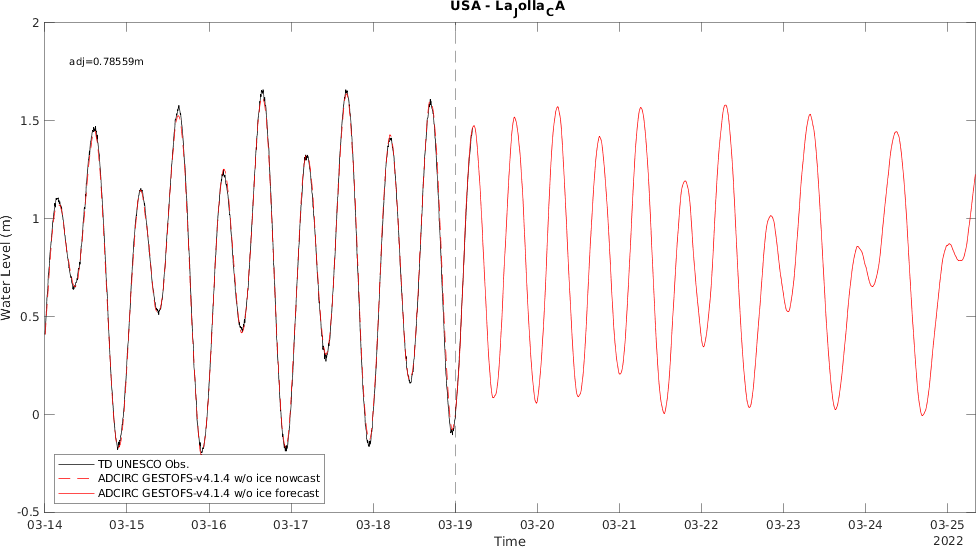 USA - LaJollaCA
adj=0.78559m
2
1.5
1
0.5
0
-0.5
Water Level (m)
TD UNESCO Obs.
ADCIRC GESTOFS-v4.1.4 w/o ice nowcast
ADCIRC GESTOFS-v4.1.4 w/o ice forecast
03-14 03-15 03-16 03-17 03-18 03-19 03-20 03-21 03-22 03-23 03-24 03-25
Time
2022